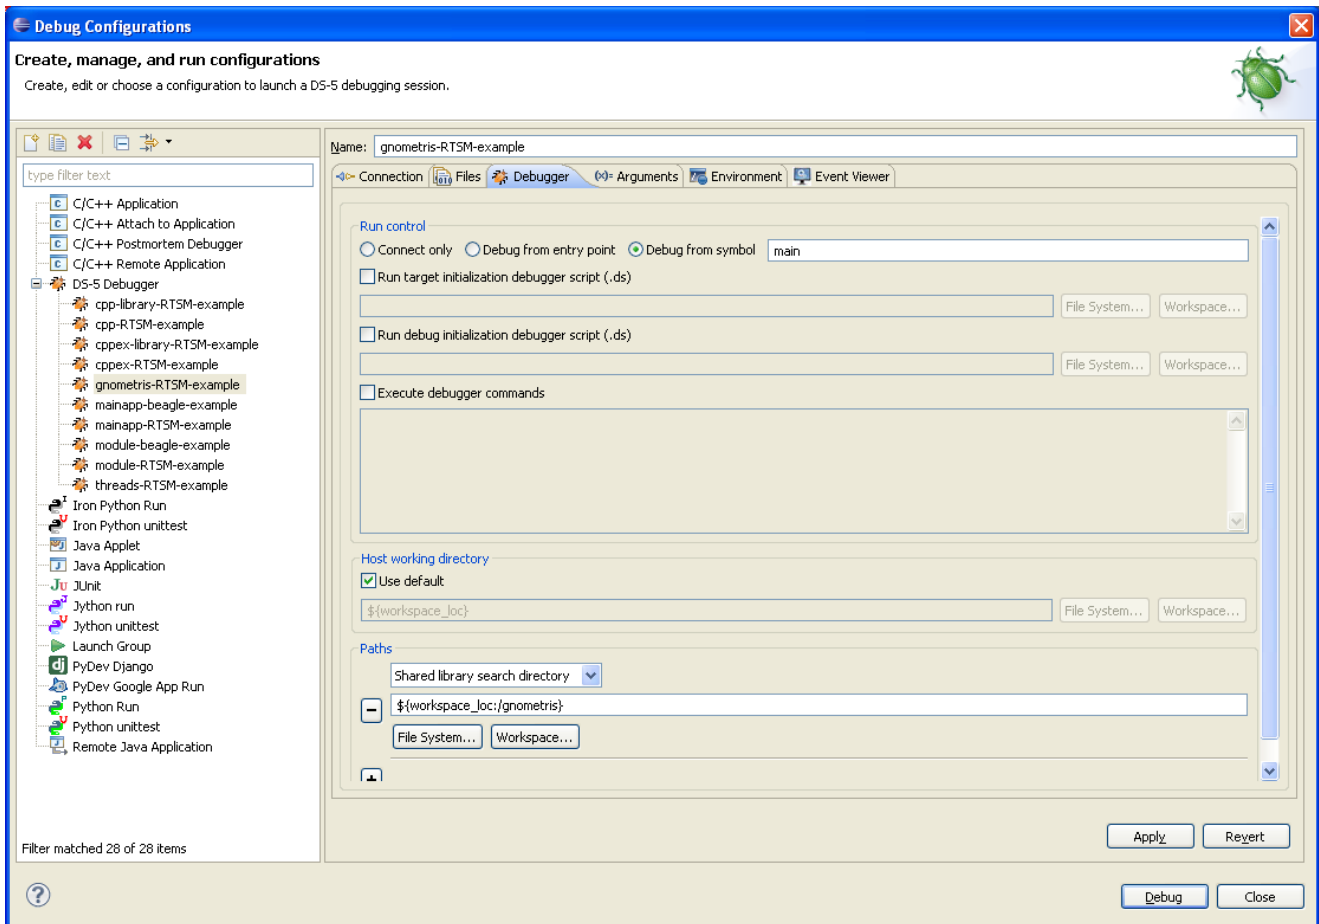 Debug Configurations
Create, manage, and run configurations
Create, edit or choose a configuration to launch a DS-5 debugging session.
type filter text
C/C++ Application
C/C++ Attach to Application
C/C++ Postmortem Debugger
C/C++ Remote Application
DS-5 Debugger
cpp-library-RTSM-example
cpp-RTSM-example
cppex-library-RTSM-example
cppex-RTSM-example
gnometris-RTSM-example
mainapp-beagle-example
mainapp-RTSM-example
module-beagle-example
module-RTSM-example
threads-RTSM-example
Iron Python Run
Iron Python unittest
Java Applet
Java Application
JUnit
Jython run
Jython unittest
Launch Group
PyDev Django
PyDev Google App Run
Python Run
Python unittest
Remote Java Application
Filter matched 28 of 28 items
Name: gnometris-RTSM-example
Connection Files Debugger (x)= Arguments Environment Event Viewer
Run control
Connect only Debug from entry point Debug from symbol main
Run target initialization debugger script (.ds)
File System... Workspace...
Run debug initialization debugger script (.ds)
File System... Workspace...
Execute debugger commands
Host working directory
Use default
${workspace_loc} File System... Workspace...
Paths
Shared library search directory
${workspace_loc:/gnometris}
File System... Workspace...
Apply Revert
Debug Close